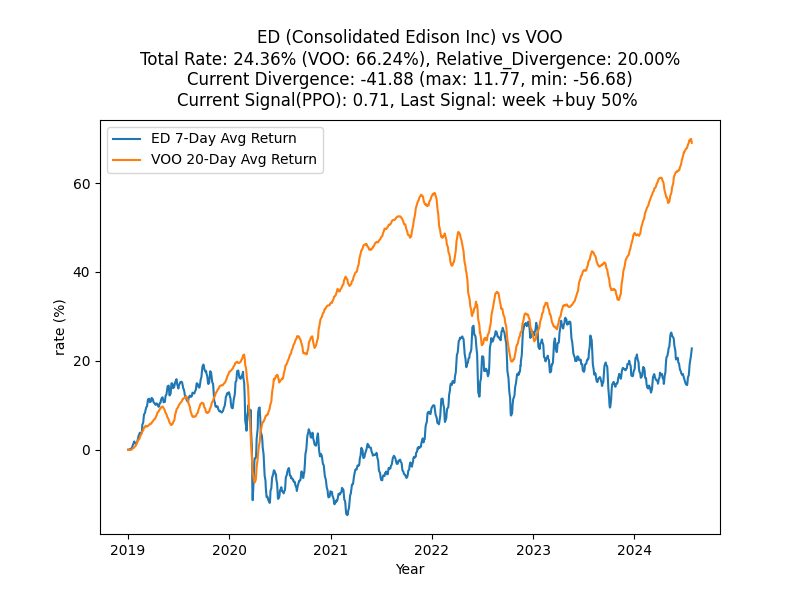 ED (Consolidated Edison Inc) vs VOO
Total Rate: 24.36% (VOO: 66.24%), Relative_Divergence: 20.00%
Current Divergence: -41.88 (max: 11.77, min: -56.68)
Current Signal(PPO): 0.71, Last Signal: week +buy 50%
ED 7-Day Avg Return
VOO 20-Day Avg Return
60
40
20
0
rate (%)
2019 2020 2021 2022 2023 2024
Year